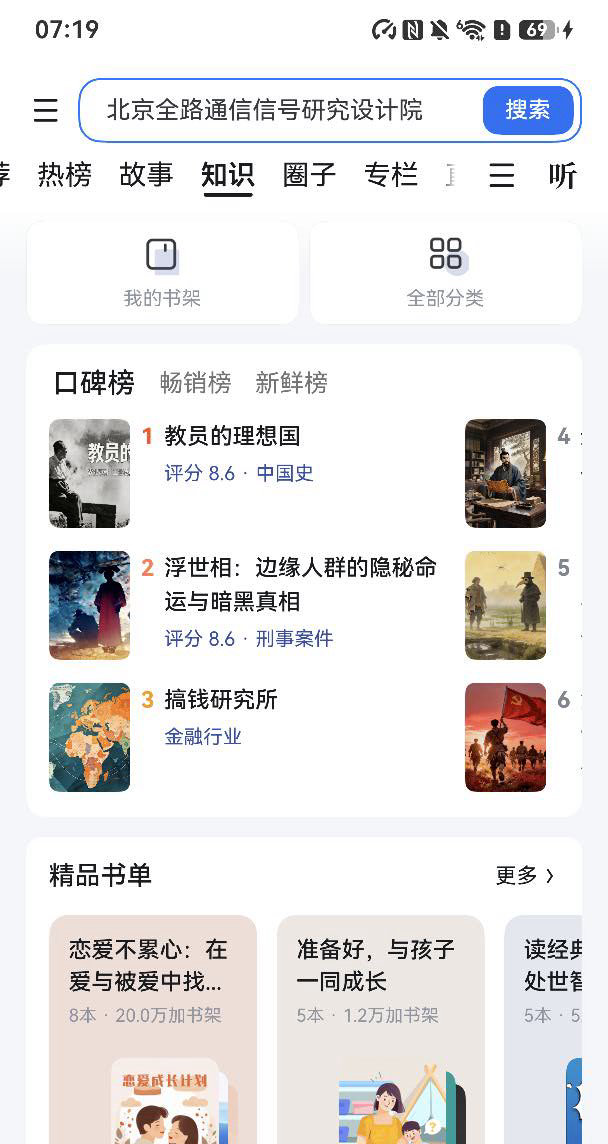 07:19
69
北京全路通信信号研究设计院
搜索
热榜
故事
知识
圈子
专栏
听
我的书架
全部分类
口碑榜
畅销榜
新鲜榜
教员的
1
教员的理想国
评分 8.6 · 中国史
4
2
浮世相：边缘人群的隐秘命
运与暗黑真相
评分 8.6 · 刑事案件
5
3
搞钱研究所
金融行业
6
精品书单
更多
恋爱不累心：在
爱与被爱中找...
8本 · 20.0万加书架
恋爱成长计划
准备好，与孩子
一同成长
5本 · 1.2万加书架
读经典
处世智
5本 · 5.